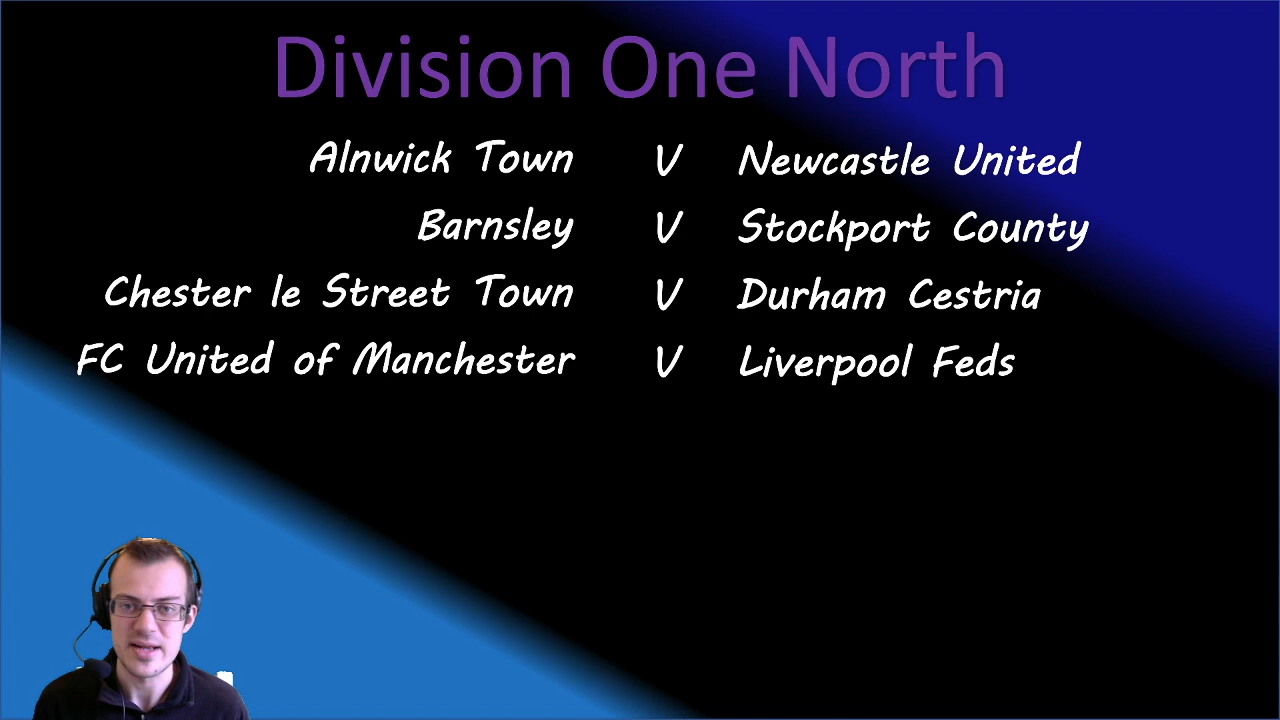 Division One North
Alnwick Town V Newcastle United
Barnsley V Stockport County
Chester le Street Town V Durham Cestria
FC United of Manchester V Liverpool Feds